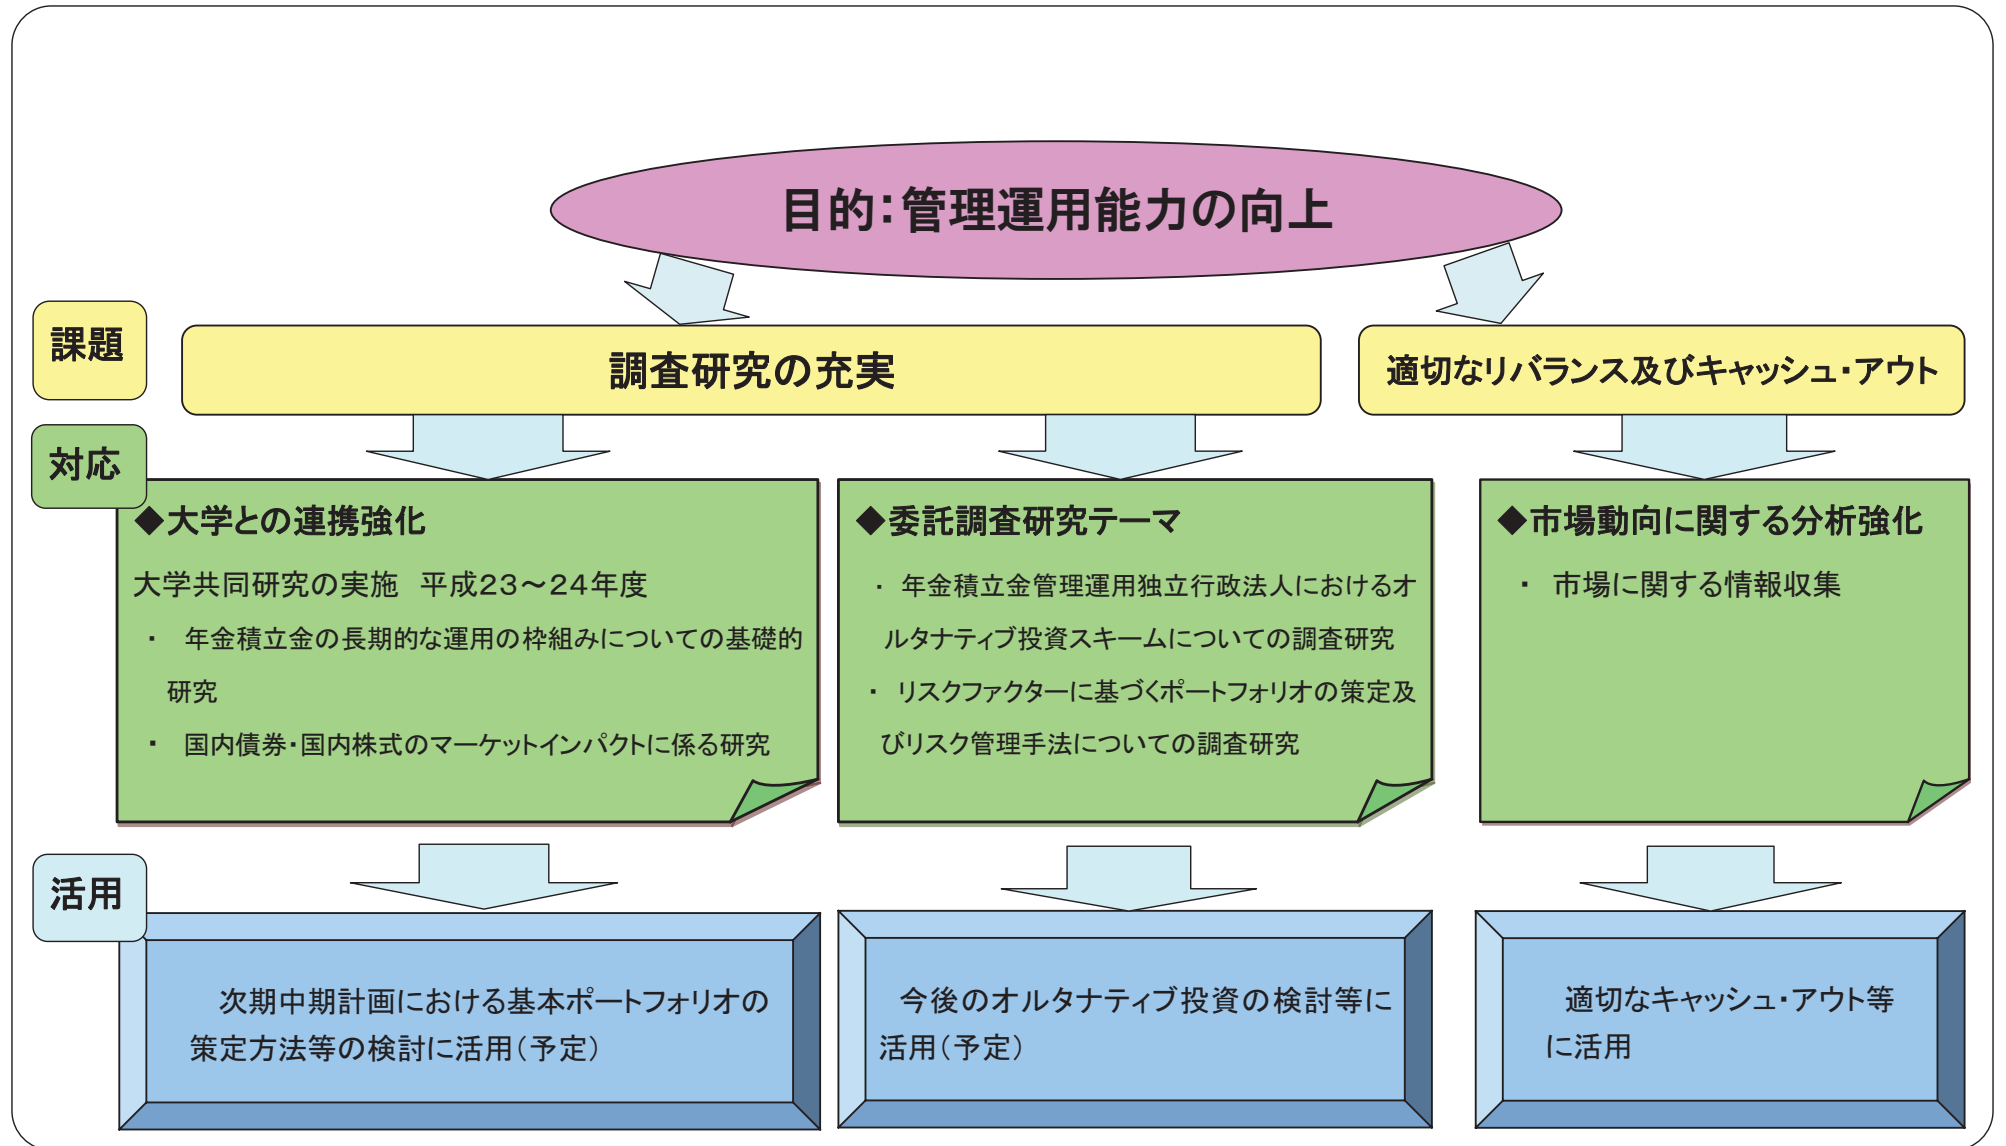 目的：管理運用能力の向上
課題
調査研究の充実
適切なリバランス及びキャッシュ・アウト
対応
◆大学との連携強化
大学共同研究の実施　平成２３～２４年度
・　年金積立金の長期的な運用の枠組みについての基礎的
研究
・　国内債券・国内株式のマーケットインパクトに係る研究
◆委託調査研究テーマ
・　年金積立金管理運用独立行政法人におけるオ
ルタナティブ投資スキームについての調査研究
・　リスクファクターに基づくポートフォリオの策定及
びリスク管理手法についての調査研究
◆市場動向に関する分析強化
・　市場に関する情報収集
活用
次期中期計画における基本ポートフォリオの
策定方法等の検討に活用（予定）
今後のオルタナティブ投資の検討等に
活用（予定）
適切なキャッシュ・アウト等
に活用